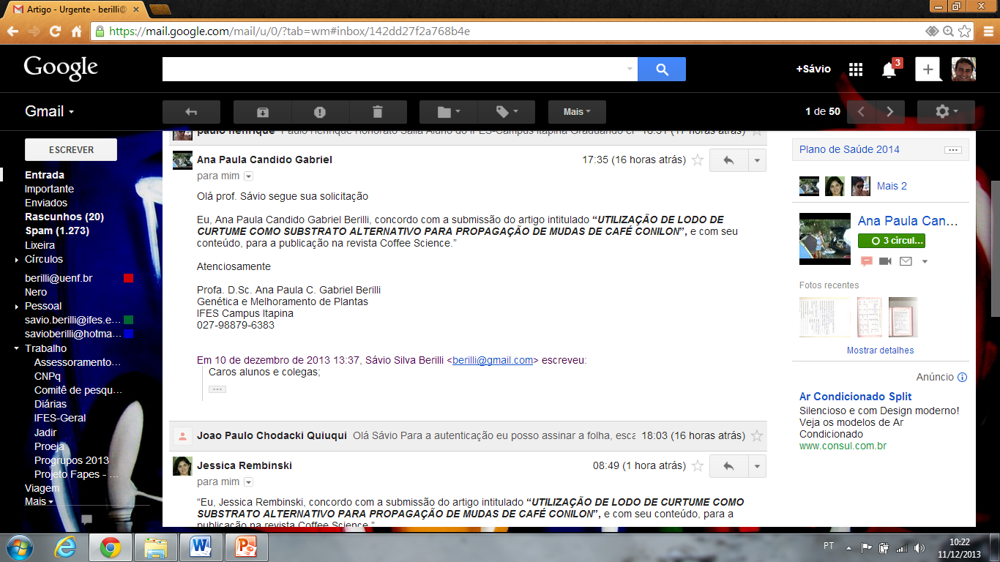 Artigo - Urgente - berilli@
https://mail.google.com/mail/u/0/?tab=wm#inbox/142dd27f2a768b4e
Google
+Sávio
3
Gmail
Mais
1 de 50
ESCREVER
Entrada
Importante
Enviados
Rascunhos (20)
Spam (1.273)
Lixeira
Círculos
berilli@uenf.br
Nero
Pessoal
savio.berilli@ifes.e...
savioberilli@hotma...
Trabalho
Assessoramento...
CNPq
Comitê de pesqu...
Diárias
IFES-Geral
Jadir
Proeja
Progrupos 2013
Projeto Fapes - ...
Viagem
Mais
paulo henrique Paulo Henrique Honorato Salla Aluno do IFES-Campus Itapina Graduando 18:31 (17 horas atrás)
Ana Paula Candido Gabriel 17:35 (16 horas atrás)
para mim
Olá prof. Sávio segue sua solicitação
Eu, Ana Paula Candido Gabriel Berilli, concordo com a submissão do artigo intitulado “UTILIZAÇÃO DE LODO DE
CURTUME COMO SUBSTRATO ALTERNATIVO PARA PROPAGAÇÃO DE MUDAS DE CAFÉ CONILON”, e com seu
conteúdo, para a publicação na revista Coffee Science.”
Atenciosamente
Profa. D.Sc. Ana Paula C. Gabriel Berilli
Genética e Melhoramento de Plantas
IFES Campus Itapina
027-98879-6383
Em 10 de dezembro de 2013 13:37, Sávio Silva Berilli <berilli@gmail.com> escreveu:
Caros alunos e colegas;
Joao Paulo Chodacki Quiuqui Olá Sávio Para a autenticação eu posso assinar a folha, esca 18:03 (16 horas atrás)
Jessica Rembinski 08:49 (1 hora atrás)
para mim
“Eu, Jessica Rembinski, concordo com a submissão do artigo intitulado “UTILIZAÇÃO DE LODO DE CURTUME COMO
SUBSTRATO ALTERNATIVO PARA PROPAGAÇÃO DE MUDAS DE CAFÉ CONILON”, e com seu conteúdo, para a
publicação na revista Coffee Science.”
Plano de Saúde 2014
Mais 2
Ana Paula Can...
3 círcul...
Fotos recentes
Mostrar detalhes
Anúncio
Ar Condicionado Split
Silencioso e com Design moderno!
Veja os modelos de Ar
Condicionado
www.consul.com.br
PT
10:22
11/12/2013